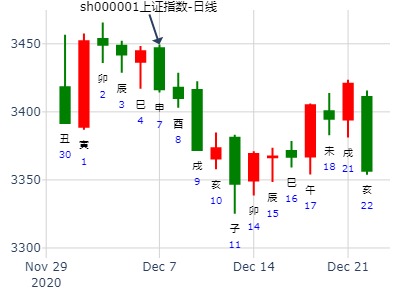 sh000001上证指数-日线
3450
3400
3350
3300
丑
30
寅
1
卯
2
辰
3
巳
4
申
7
酉
8
戌
9
亥
10
子
11
卯
14
辰
15
巳
16
午
17
未
18
戌
21
亥
22
Nov 29
2020
Dec 7
Dec 14
Dec 21